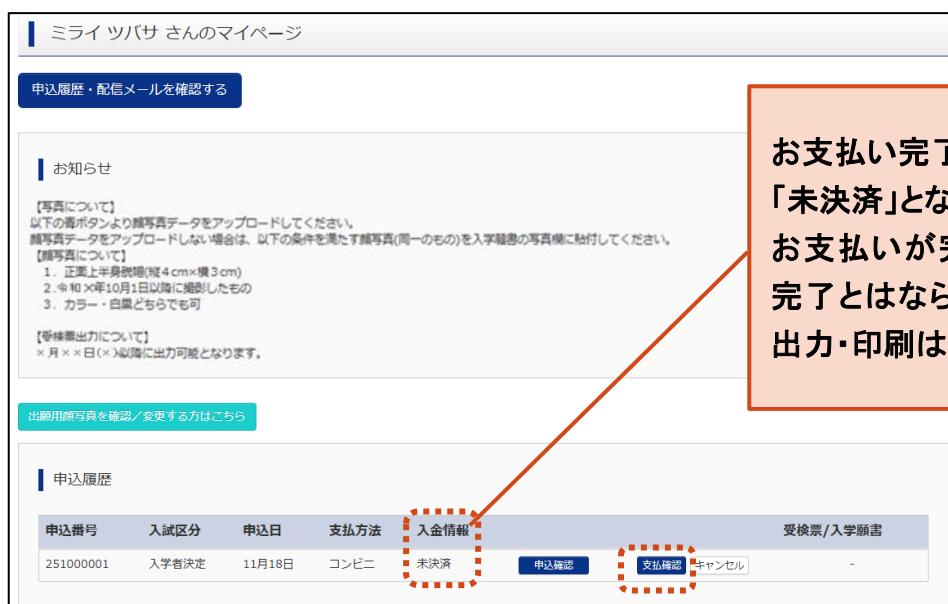 ミライ ツバサ さんのマイページ
申込履歴・配信メールを確認する
お知らせ
【写真について】
以下の青ボタンより顔写真データをアップロードしてください。
顔写真データをアップロードしない場合は、以下の条件を満たす顔写真(同一のもの)を入学願書の写真欄に貼付してください。
【顔写真について】
1．正面上半身脱帽(縦4cm×横3cm)
2.令和×年10月1日以降に撮影したもの
3．カラー・白黒どちらでも可
【受検票出力について】
×月××日(×)以降に出力可能となります。
お支払い完了
「未決済」とな
お支払いが完
完了とはなら
出力・印刷は
出願用顔写真を確認／変更する方はこちら
申込履歴
申込番号 入試区分 申込日 支払方法 入金情報 受検票/入学願書
251000001 入学者決定 11月18日 コンビニ 未決済 申込確認 支払確認 キャンセル -